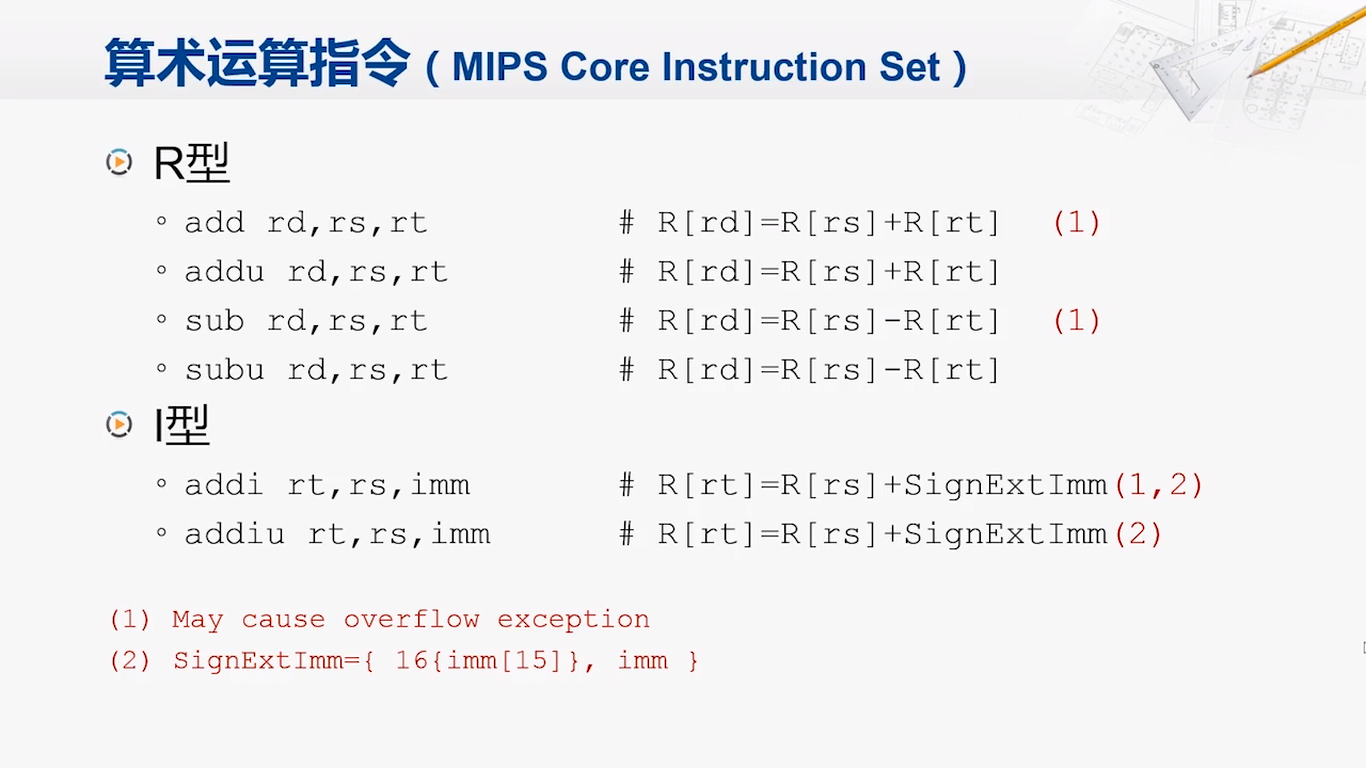 算术运算指令 ( MIPS Core Instruction Set )
R型
add rd,rs,rt # R[rd]=R[rs]+R[rt] (1)
addu rd,rs,rt # R[rd]=R[rs]+R[rt]
sub rd,rs,rt # R[rd]=R[rs]-R[rt] (1)
subu rd,rs,rt # R[rd]=R[rs]-R[rt]
I型
addi rt,rs,imm # R[rt]=R[rs]+SignExtImm(1,2)
addiu rt,rs,imm # R[rt]=R[rs]+SignExtImm(2)
(1) May cause overflow exception
(2) SignExtImm={ 16{imm[15]}, imm }